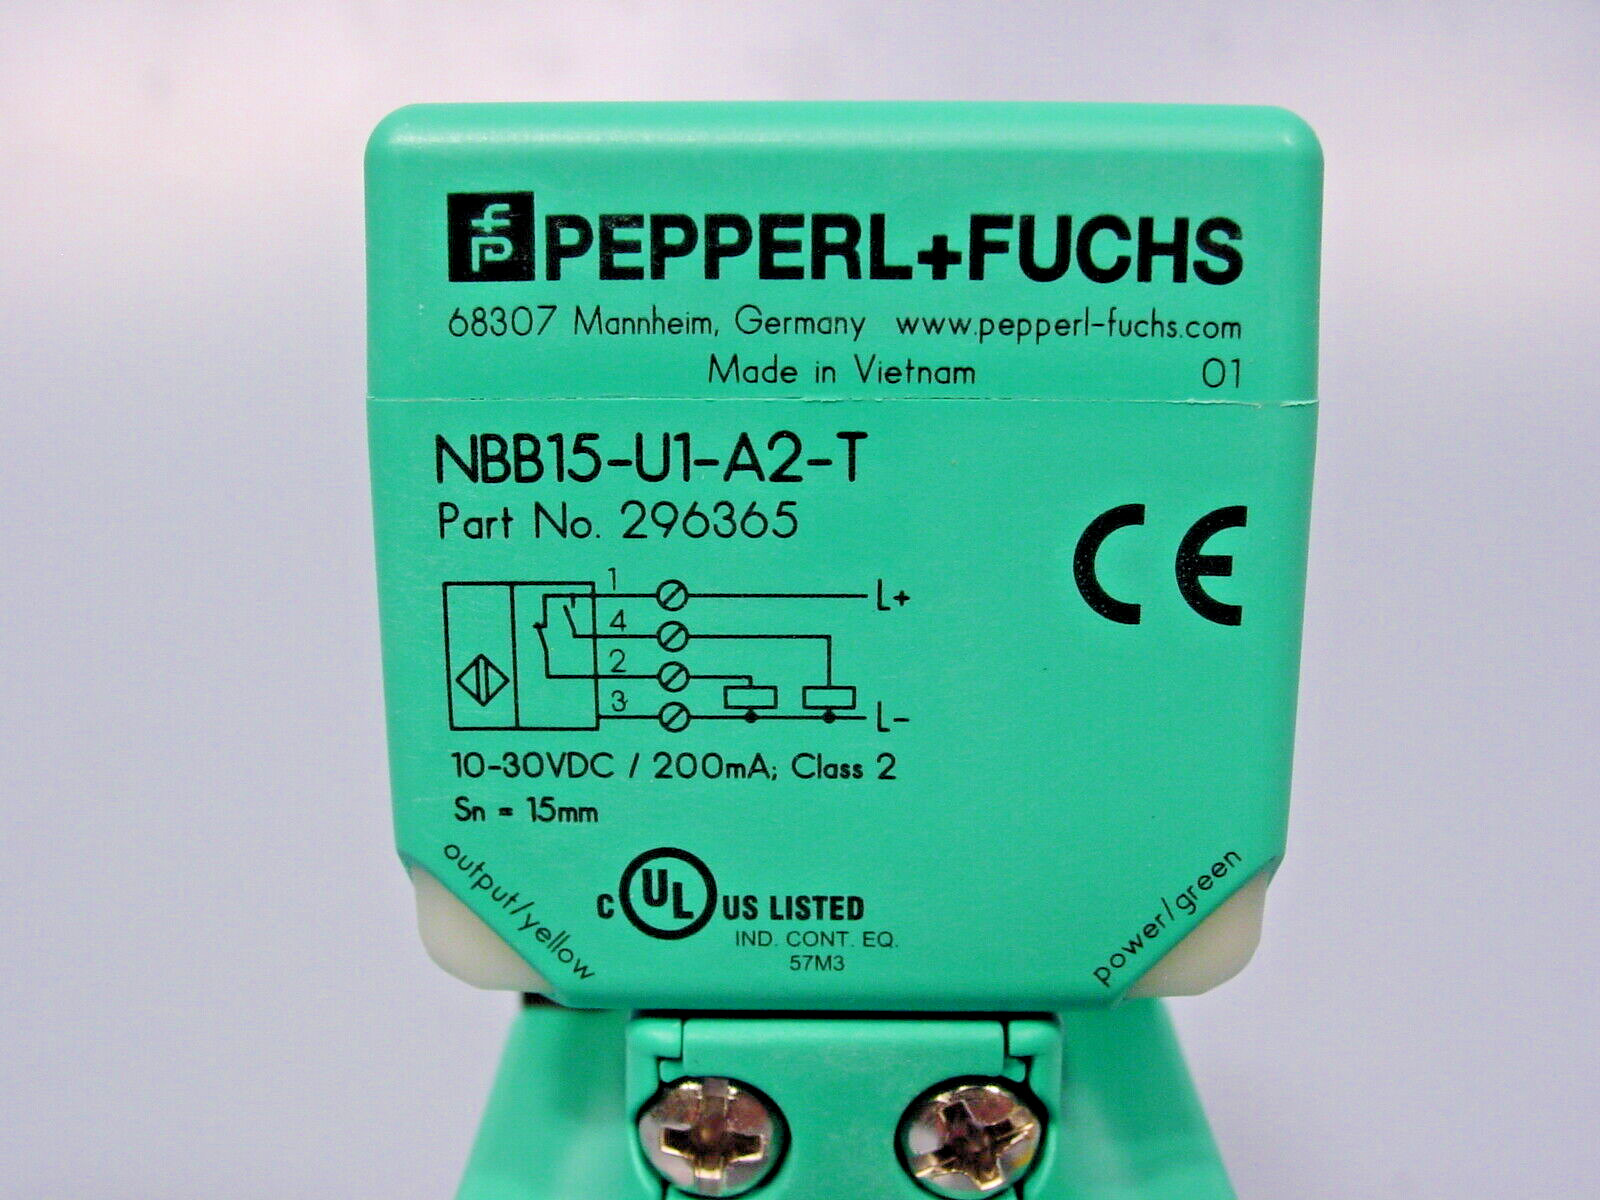 fp PEPPERL+FUCHS
68307 Mannheim, Germany www.pepperl-fuchs.com
Made in Vietnam 01
NBB15-U1-A2-T
Part No. 296365
CE
1 L+
4
2
3 L-
10-30VDC / 200mA; Class 2
Sn = 15mm
output/yellow
power/green
C UL US LISTED
IND. CONT. EQ.
57M3